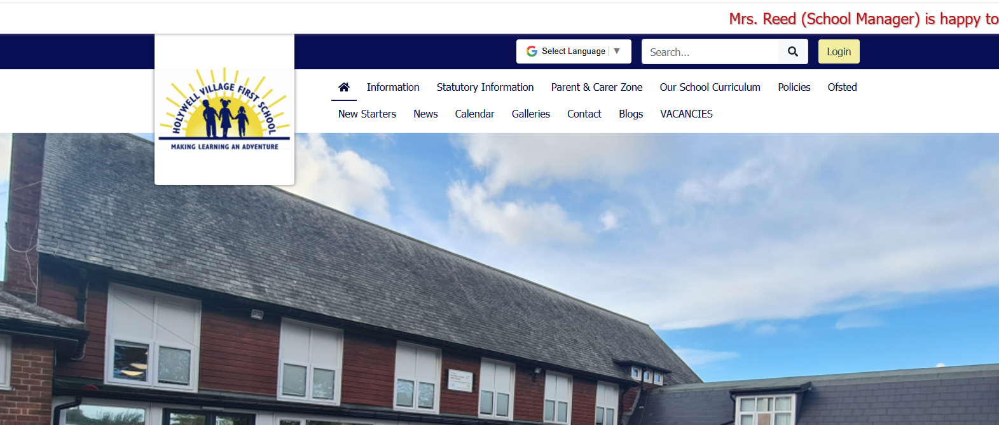 Mrs. Reed (School Manager) is happy to
Select Language ▼
Search...
Login
HOLYWELL VILLAGE FIRST SCHOOL
MAKING LEARNING AN ADVENTURE
Information Statutory Information Parent & Carer Zone Our School Curriculum Policies Ofsted
New Starters News Calendar Galleries Contact Blogs VACANCIES